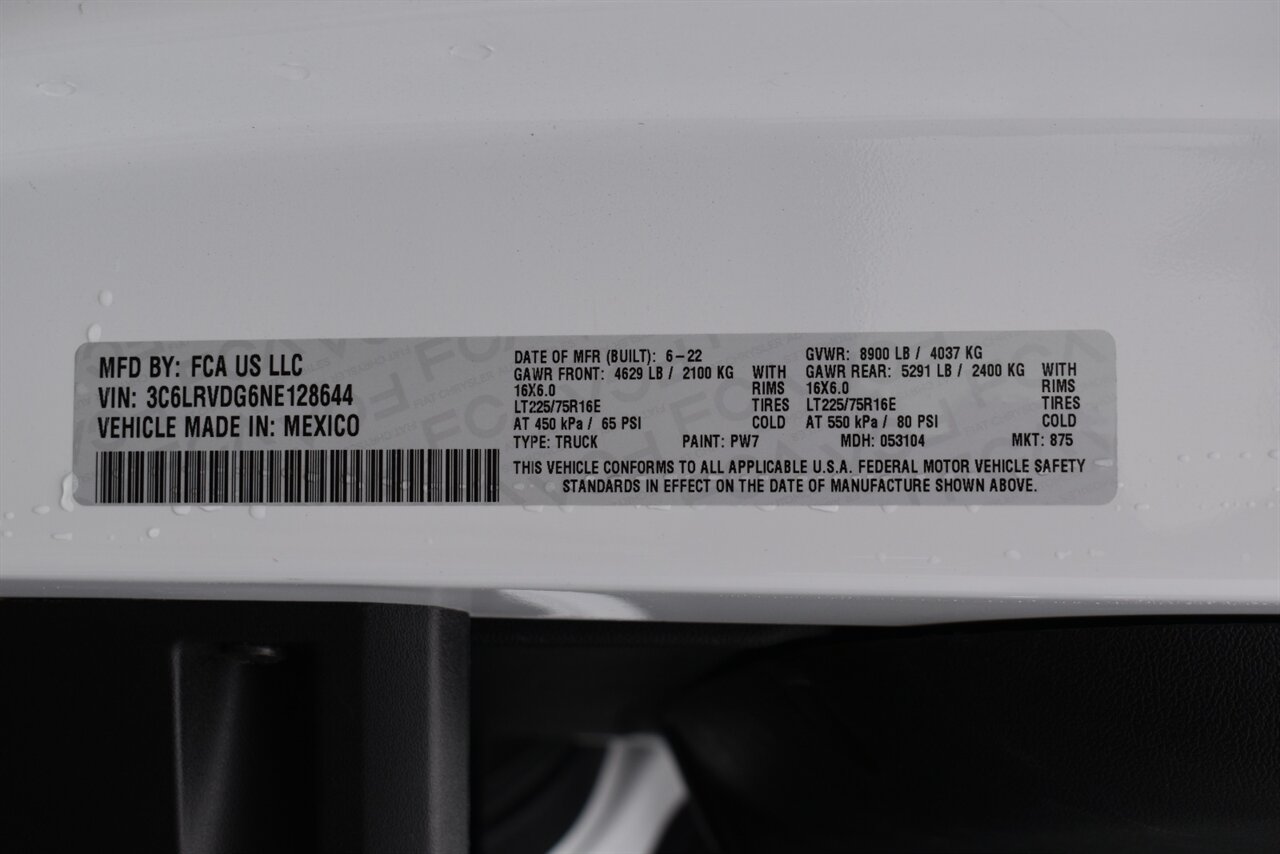 MFD BY: FCA US LLC
VIN: 3C6LRVDG6NE128644
VEHICLE MADE IN: MEXICO
DATE OF MFR (BUILT): 6-22
GAWR FRONT: 4629 LB / 2100 KG WITH
16X6.0 RIMS
LT225/75R16E TIRES
AT 450 kPa / 65 PSI COLD
GVWR: 8900 LB / 4037 KG
GAWR REAR: 5291 LB / 2400 KG WITH
16X6.0 RIMS
LT225/75R16E TIRES
AT 550 kPa / 80 PSI COLD
TYPE: TRUCK PAINT: PW7 MDH: 053104 MKT: 875
THIS VEHICLE CONFORMS TO ALL APPLICABLE U.S.A. FEDERAL MOTOR VEHICLE SAFETY
STANDARDS IN EFFECT ON THE DATE OF MANUFACTURE SHOWN ABOVE.